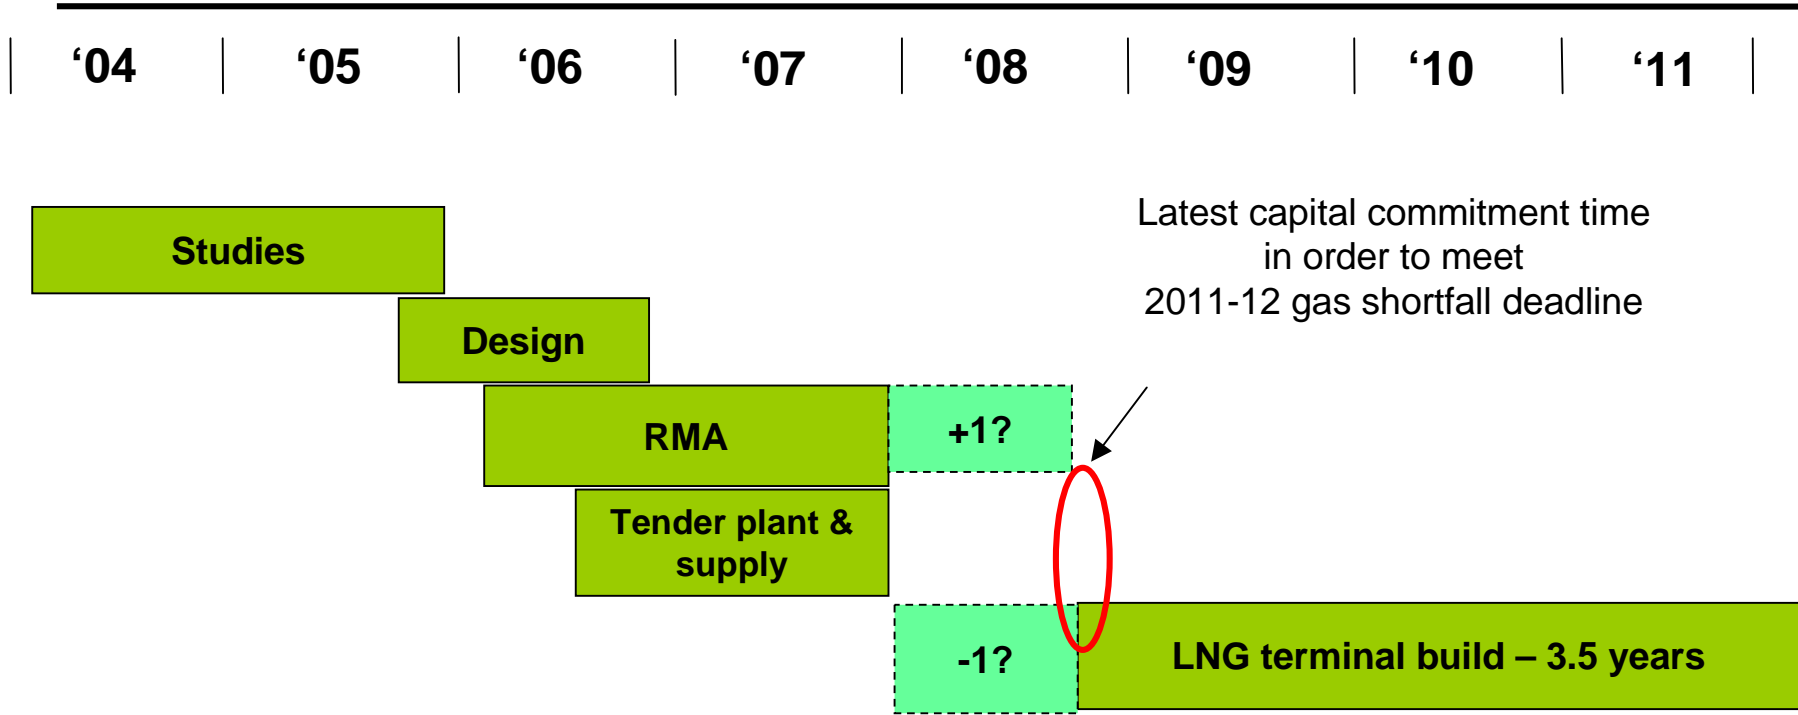 ‘04 ‘05 ‘06 ‘07 ‘08 ‘09 ‘10 ‘11
Latest capital commitment time
in order to meet
2011-12 gas shortfall deadline
Studies
Design
RMA
+1?
Tender plant &
supply
-1?
LNG terminal build – 3.5 years